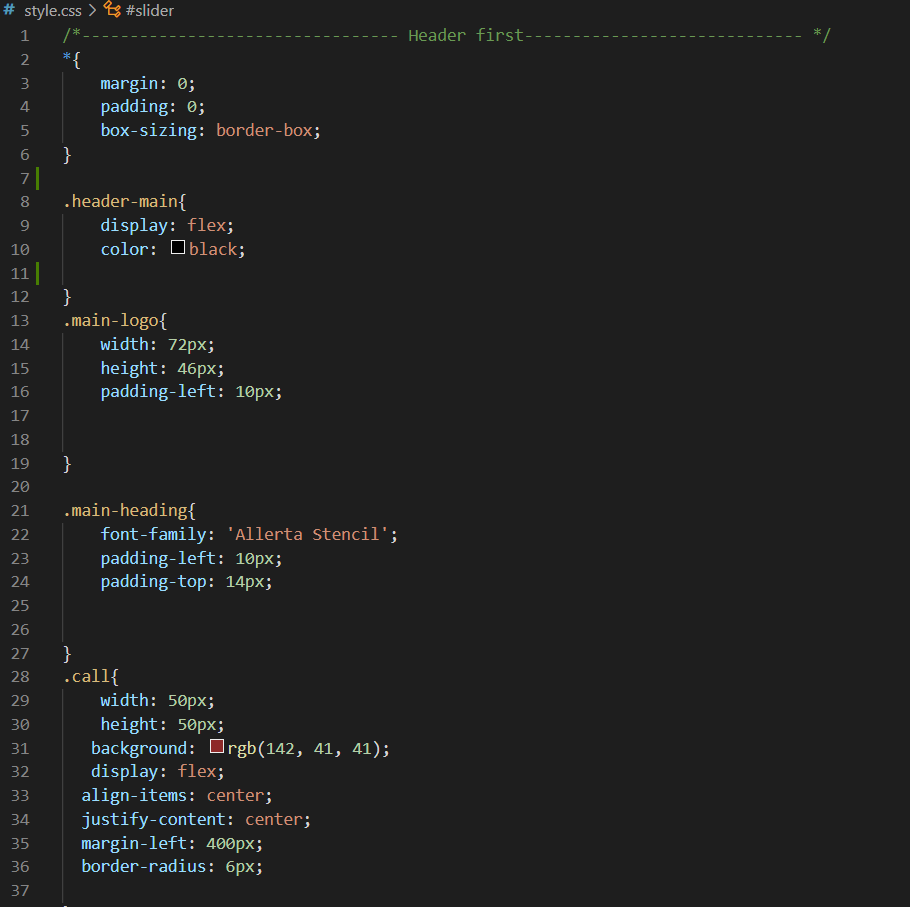 # style.css > #slider
1 /*--------------------------------- Header first----------------------------- */
2 *{
3 margin: 0;
4 padding: 0;
5 box-sizing: border-box;
6 }
7
8 .header-main{
9 display: flex;
10 color: black;
11
12 }
13 .main-logo{
14 width: 72px;
15 height: 46px;
16 padding-left: 10px;
17
18
19 }
20
21 .main-heading{
22 font-family: 'Allerta Stencil';
23 padding-left: 10px;
24 padding-top: 14px;
25
26
27 }
28 .call{
29 width: 50px;
30 height: 50px;
31 background: rgb(142, 41, 41);
32 display: flex;
33 align-items: center;
34 justify-content: center;
35 margin-left: 400px;
36 border-radius: 6px;
37